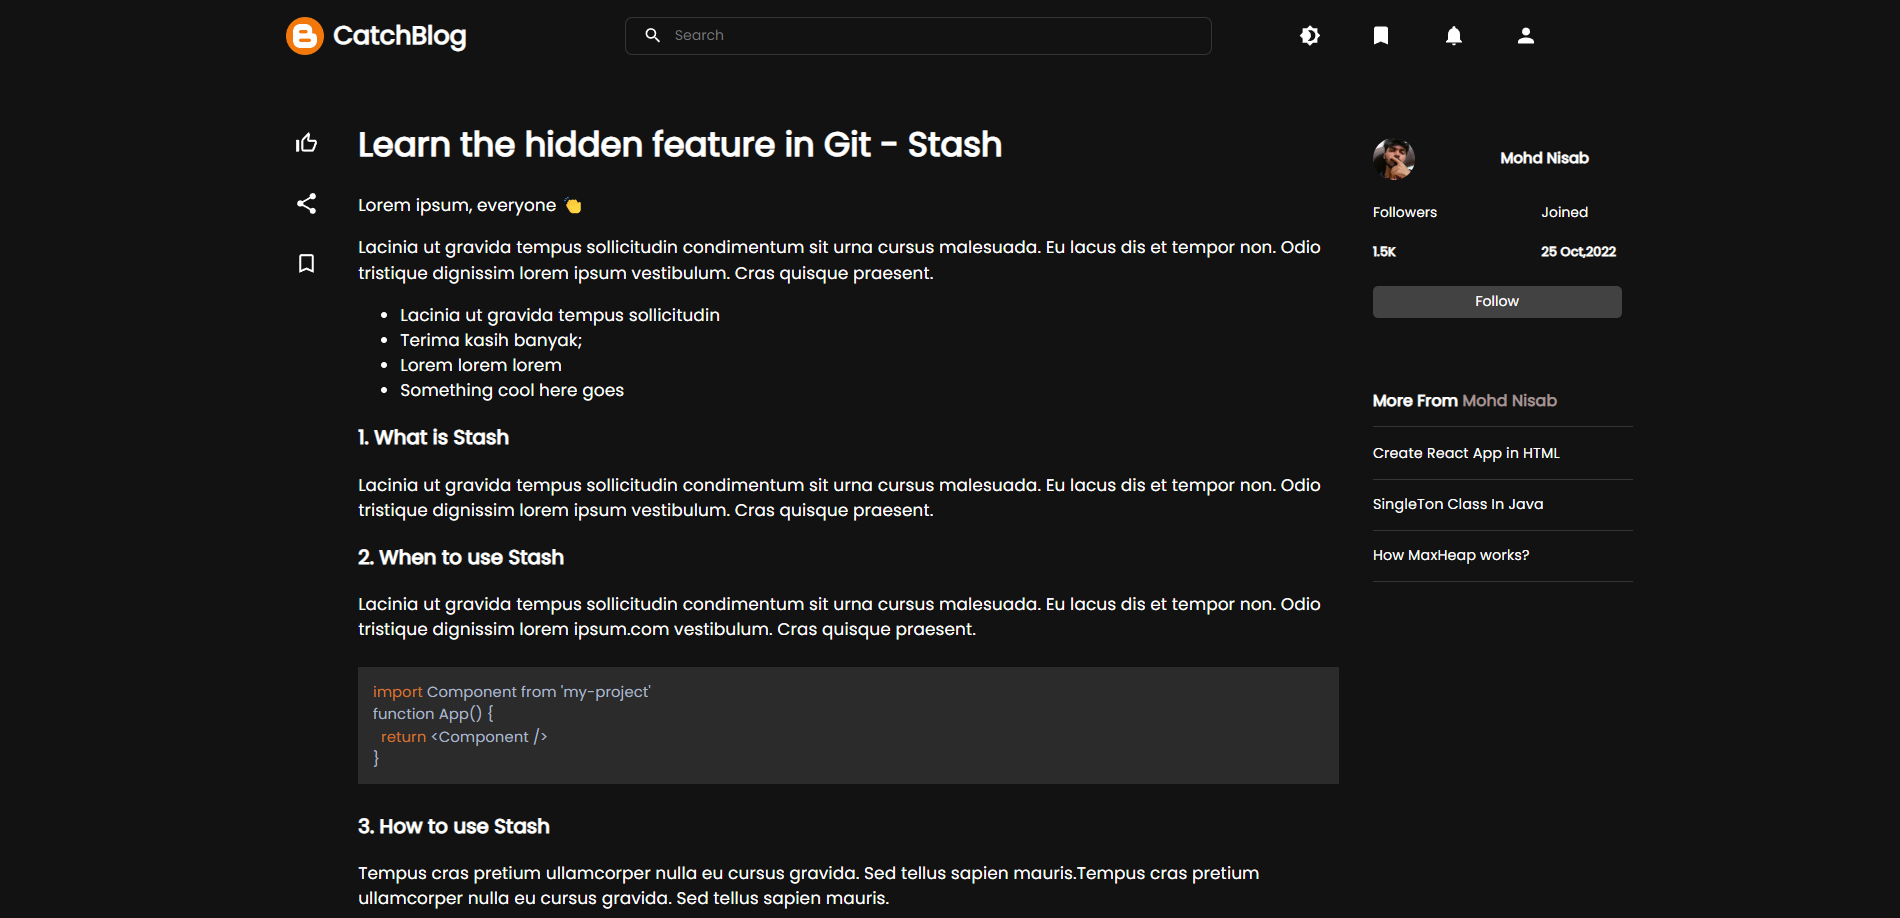 CatchBlog
Search
Learn the hidden feature in Git - Stash
Lorem ipsum, everyone 👏
Lacinia ut gravida tempus sollicitudin condimentum sit urna cursus malesuada. Eu lacus dis et tempor non. Odio
tristique dignissim lorem ipsum vestibulum. Cras quisque praesent.
• Lacinia ut gravida tempus sollicitudin
• Terima kasih banyak;
• Lorem lorem lorem
• Something cool here goes
1. What is Stash
Lacinia ut gravida tempus sollicitudin condimentum sit urna cursus malesuada. Eu lacus dis et tempor non. Odio
tristique dignissim lorem ipsum vestibulum. Cras quisque praesent.
2. When to use Stash
Lacinia ut gravida tempus sollicitudin condimentum sit urna cursus malesuada. Eu lacus dis et tempor non. Odio
tristique dignissim lorem ipsum.com vestibulum. Cras quisque praesent.
import Component from 'my-project'
function App() {
  return <Component />
}
3. How to use Stash
Tempus cras pretium ullamcorper nulla eu cursus gravida. Sed tellus sapien mauris.Tempus cras pretium
ullamcorper nulla eu cursus gravida. Sed tellus sapien mauris.
Mohd Nisab
Followers Joined
1.5K 25 Oct,2022
Follow
More From Mohd Nisab
Create React App in HTML
SingleTon Class In Java
How MaxHeap works?